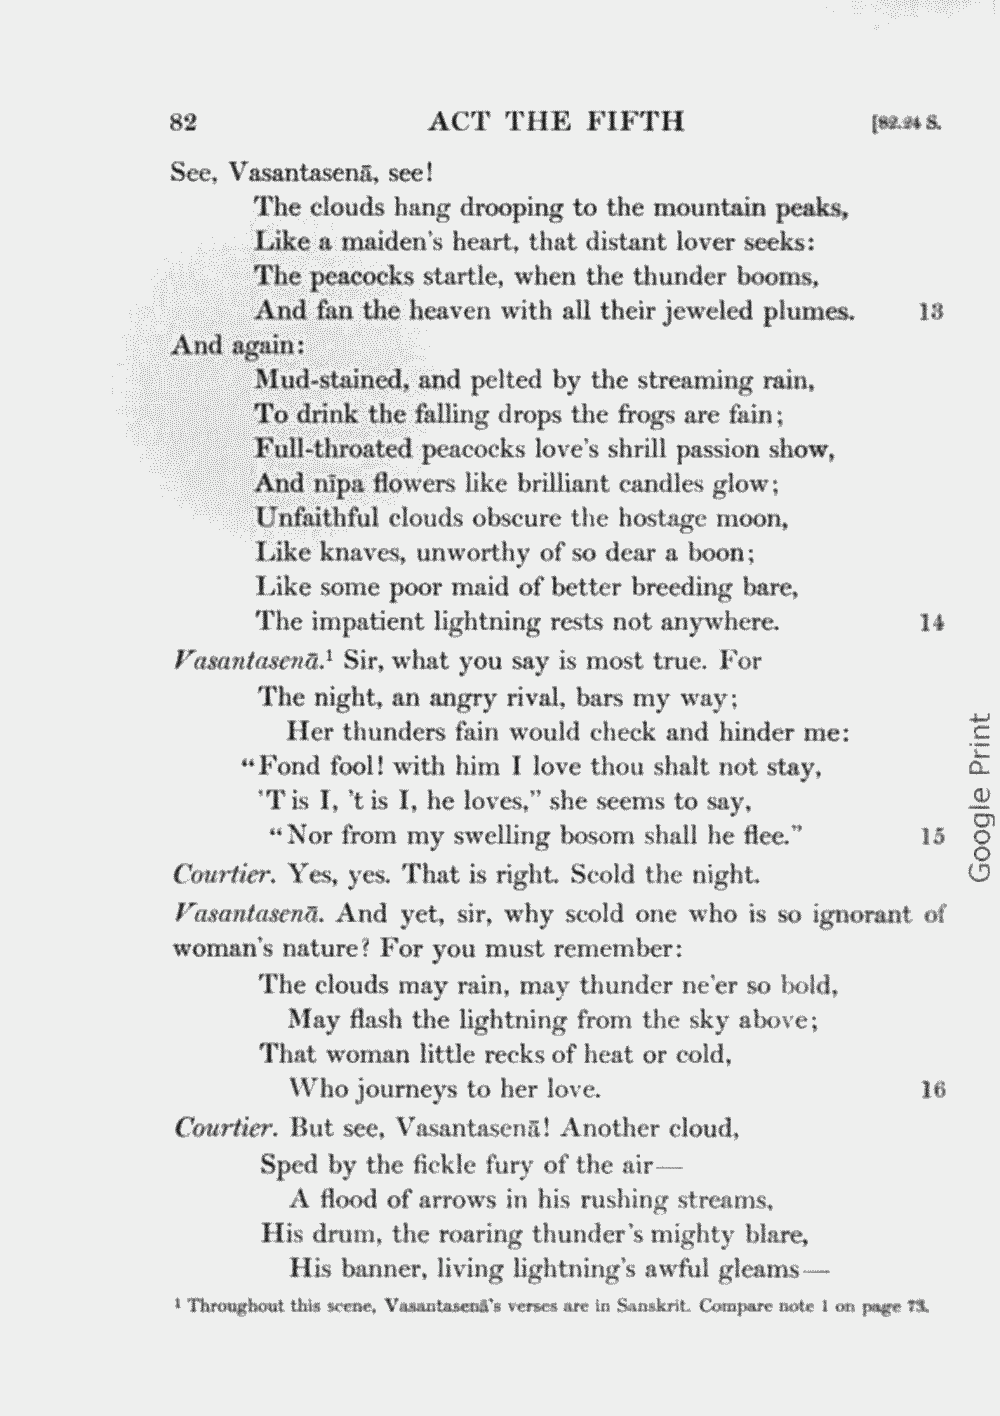 82 ACT THE FIFTH [82.24 S.
See, Vasantasenā, see!
The clouds hang drooping to the mountain peaks,
Like a maiden's heart, that distant lover seeks:
The peacocks startle, when the thunder booms,
And fan the heaven with all their jeweled plumes. 13
And again:
Mud-stained, and pelted by the streaming rain,
To drink the falling drops the frogs are fain;
Full-throated peacocks love's shrill passion show,
And nīpa flowers like brilliant candles glow;
Unfaithful clouds obscure the hostage moon,
Like knaves, unworthy of so dear a boon;
Like some poor maid of better breeding bare,
The impatient lightning rests not anywhere. 14
Vasantasenā.¹ Sir, what you say is most true. For
The night, an angry rival, bars my way;
Her thunders fain would check and hinder me:
"Fond fool! with him I love thou shalt not stay,
'T is I, 't is I, he loves," she seems to say,
"Nor from my swelling bosom shall he flee." 15
Courtier. Yes, yes. That is right. Scold the night.
Vasantasenā. And yet, sir, why scold one who is so ignorant of
woman's nature? For you must remember:
The clouds may rain, may thunder ne'er so bold,
May flash the lightning from the sky above;
That woman little recks of heat or cold,
Who journeys to her love. 16
Courtier. But see, Vasantasenā! Another cloud,
Sped by the fickle fury of the air—
A flood of arrows in his rushing streams,
His drum, the roaring thunder's mighty blare,
His banner, living lightning's awful gleams—
¹ Throughout this scene, Vasantasenā's verses are in Sanskrit. Compare note 1 on page 73.
Google Print